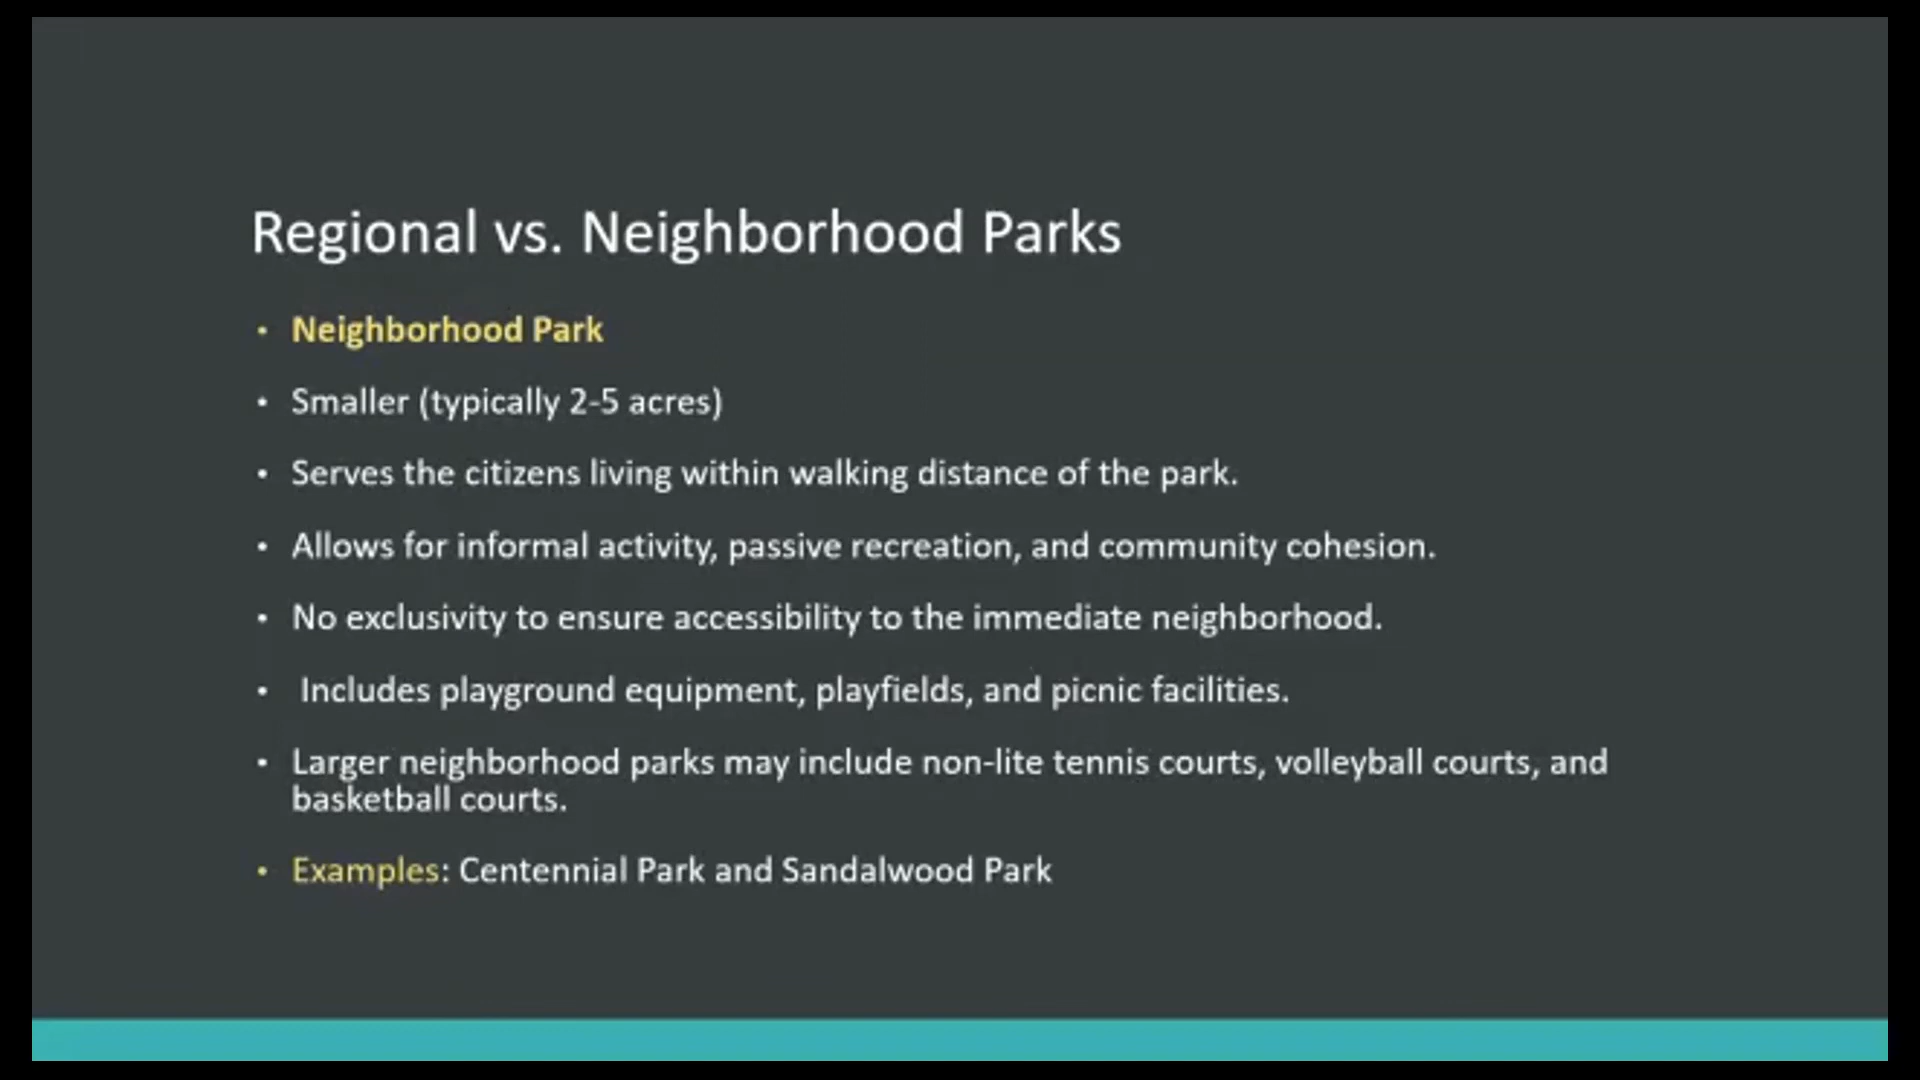 Regional vs. Neighborhood Parks
• Neighborhood Park
• Smaller (typically 2-5 acres)
• Serves the citizens living within walking distance of the park.
• Allows for informal activity, passive recreation, and community cohesion.
• No exclusivity to ensure accessibility to the immediate neighborhood.
• Includes playground equipment, playfields, and picnic facilities.
• Larger neighborhood parks may include non-lite tennis courts, volleyball courts, and
basketball courts.
• Examples: Centennial Park and Sandalwood Park